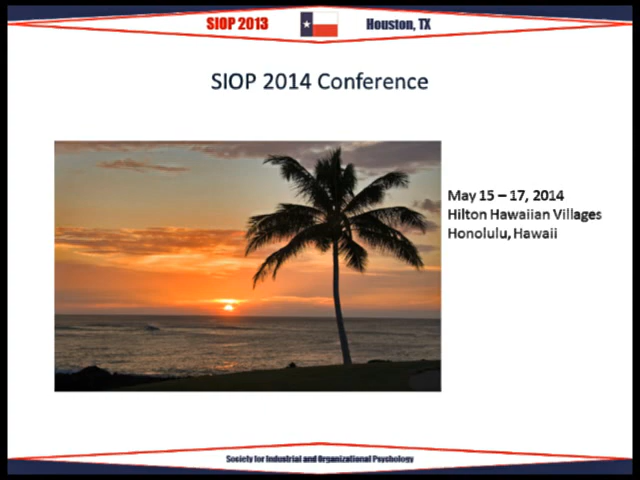 SIOP 2013 Houston, TX
SIOP 2014 Conference
May 15 – 17, 2014
Hilton Hawaiian Villages
Honolulu, Hawaii
Society for Industrial and Organizational Psychology